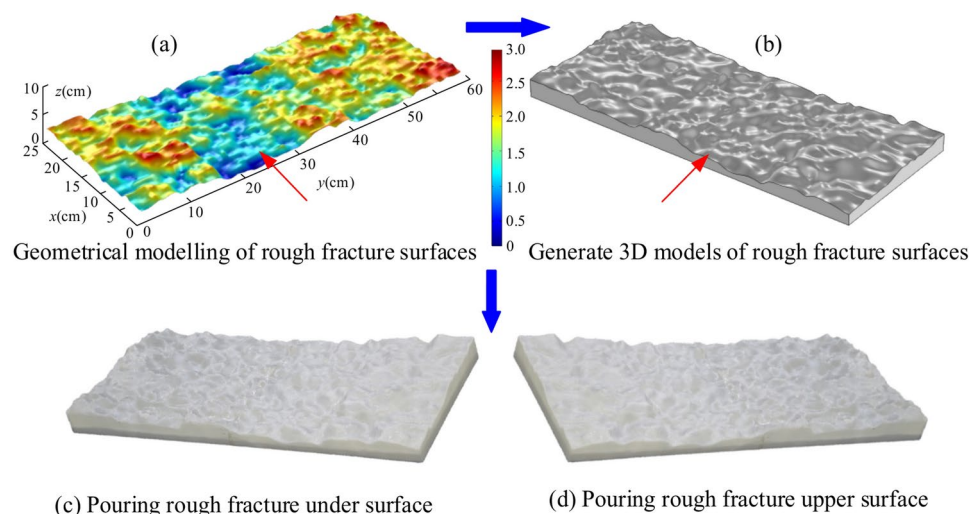 (a)
(b)
z(cm)
10
5
0
25
20
15
10
5
0
x(cm)
0
10
20
30
40
50
60
y(cm)
3.0
2.5
2.0
1.5
1.0
0.5
0
Geometrical modelling of rough fracture surfaces
Generate 3D models of rough fracture surfaces
(c) Pouring rough fracture under surface
(d) Pouring rough fracture upper surface